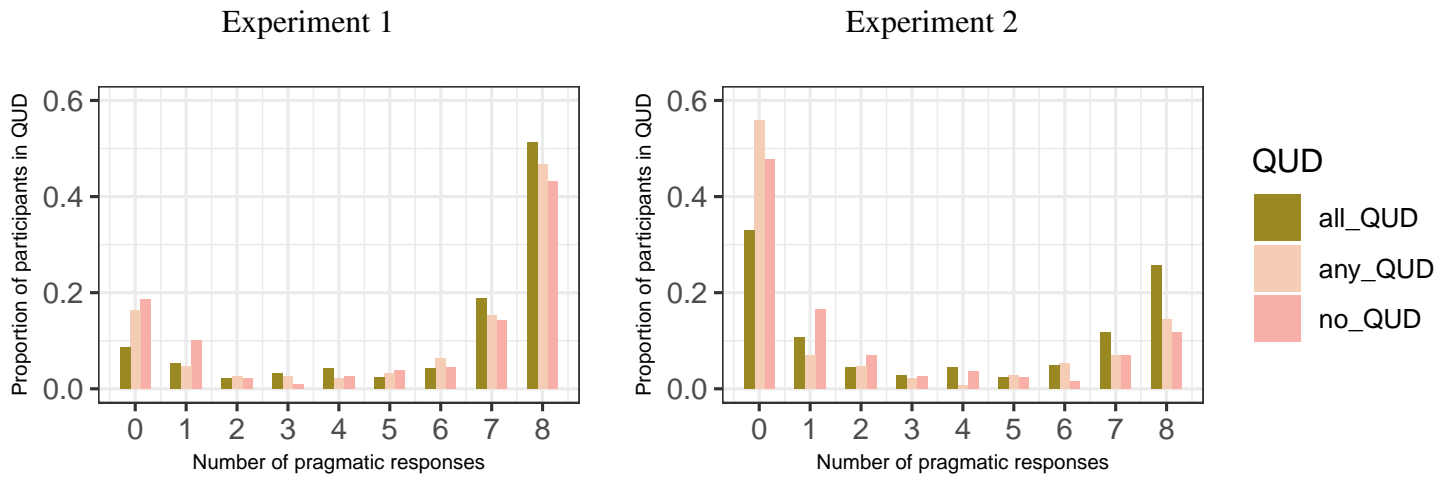 Experiment 1
Proportion of participants in QUD
0.6
0.4
0.2
0.0
0 1 2 3 4 5 6 7 8
Number of pragmatic responses
Experiment 2
Proportion of participants in QUD
0.6
0.4
0.2
0.0
0 1 2 3 4 5 6 7 8
Number of pragmatic responses
QUD
all_QUD
any_QUD
no_QUD